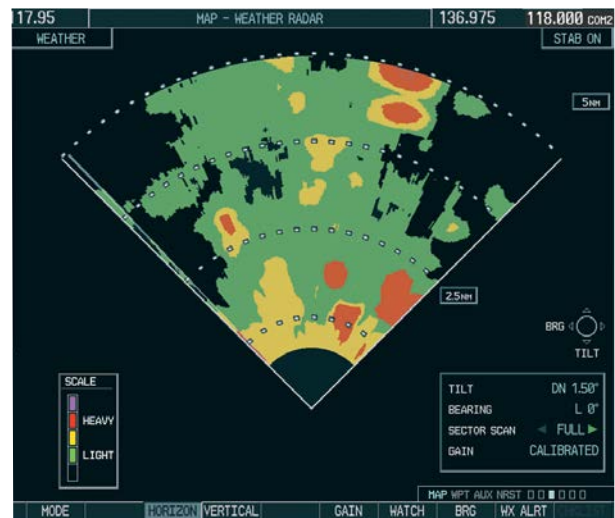 117.95 MAP - WEATHER RADAR 136.975 118.000 COM2
WEATHER STAB ON
5NM
2.5NM
BRG
TILT
SCALE
HEAVY
LIGHT
TILT DN 1.50°
BEARING L 0°
SECTOR SCAN FULL
GAIN CALIBRATED
MAP WPT AUX NRST
MODE HORIZON VERTICAL GAIN WATCH BRG WX ALRT CHKLIST